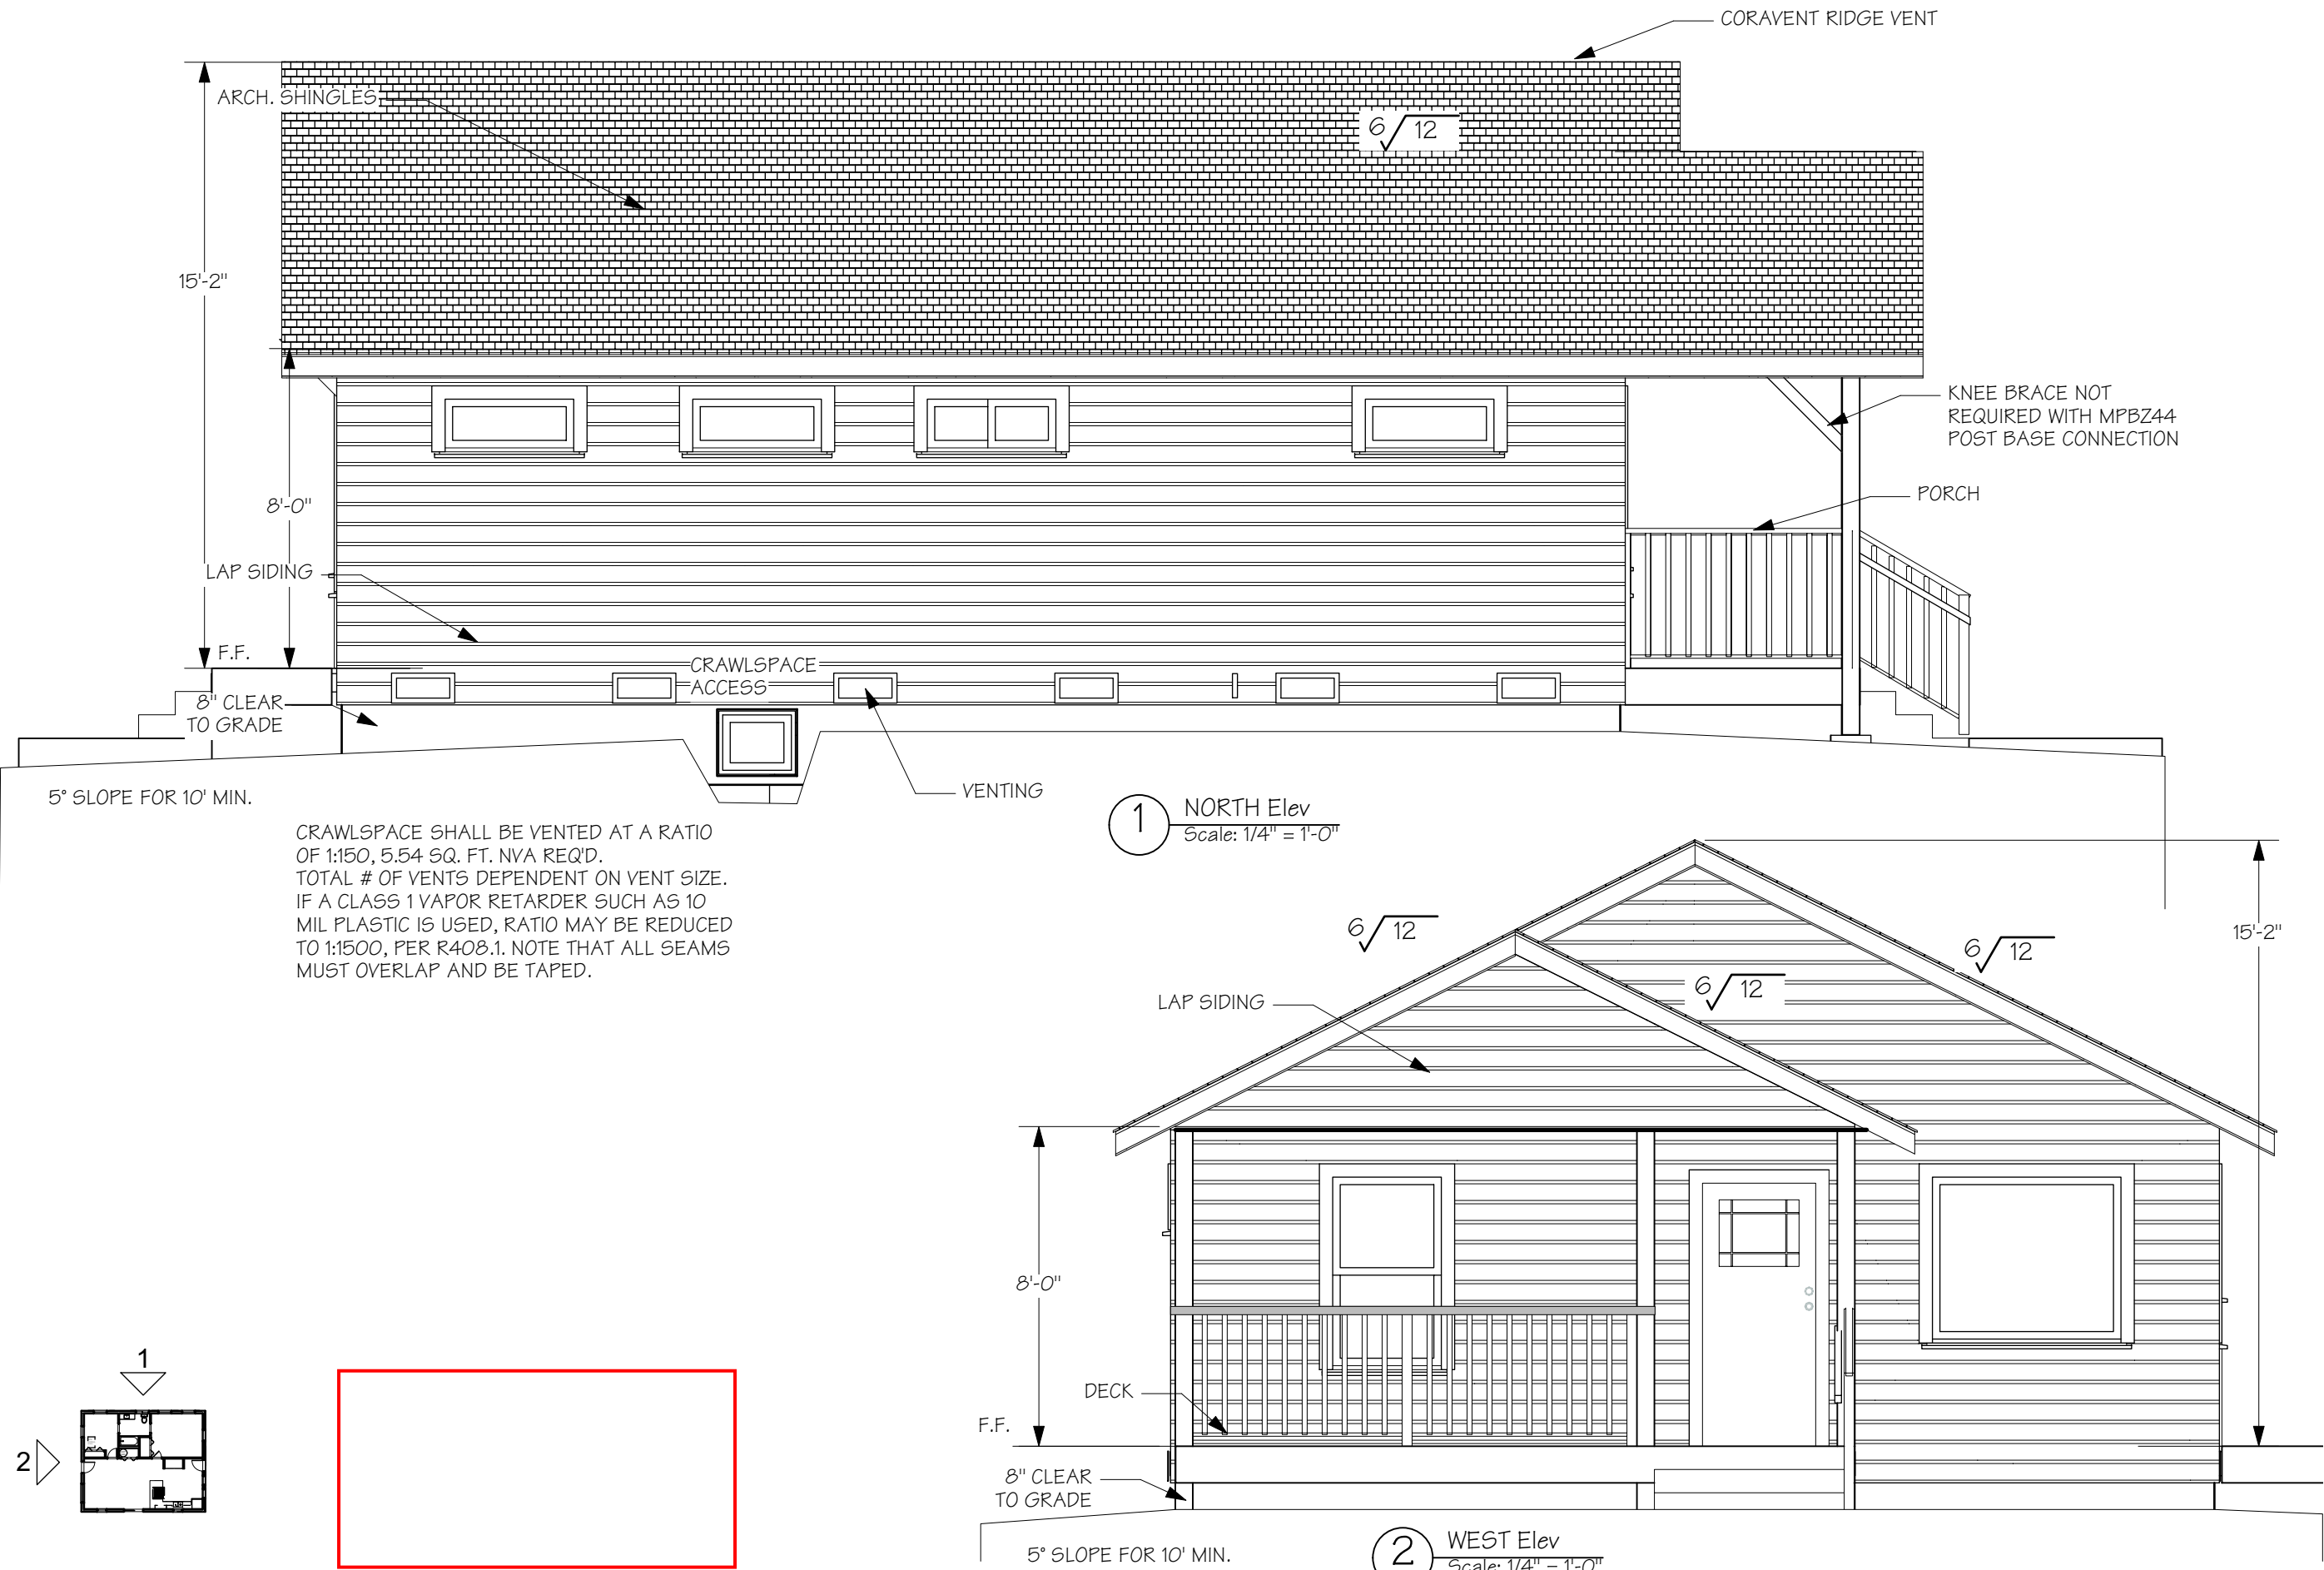 CORAVENT RIDGE VENT
ARCH. SHINGLES
6 12
15'-2"
KNEE BRACE NOT
REQUIRED WITH MPBZ44
POST BASE CONNECTION
PORCH
8'-0"
LAP SIDING
F.F.
CRAWLSPACE
ACCESS
8" CLEAR
TO GRADE
5° SLOPE FOR 10' MIN.
VENTING
1
NORTH Elev
Scale: 1/4" = 1'-0"
CRAWLSPACE SHALL BE VENTED AT A RATIO
OF 1:150, 5.54 SQ. FT. NVA REQ'D.
TOTAL # OF VENTS DEPENDENT ON VENT SIZE.
IF A CLASS 1 VAPOR RETARDER SUCH AS 10
MIL PLASTIC IS USED, RATIO MAY BE REDUCED
TO 1:1500, PER R408.1. NOTE THAT ALL SEAMS
MUST OVERLAP AND BE TAPED.
6 12
15'-2"
6 12
6 12
LAP SIDING
8'-0"
DECK
F.F.
8" CLEAR
TO GRADE
5° SLOPE FOR 10' MIN.
2
WEST Elev
Scale: 1/4" = 1'-0"
1
2